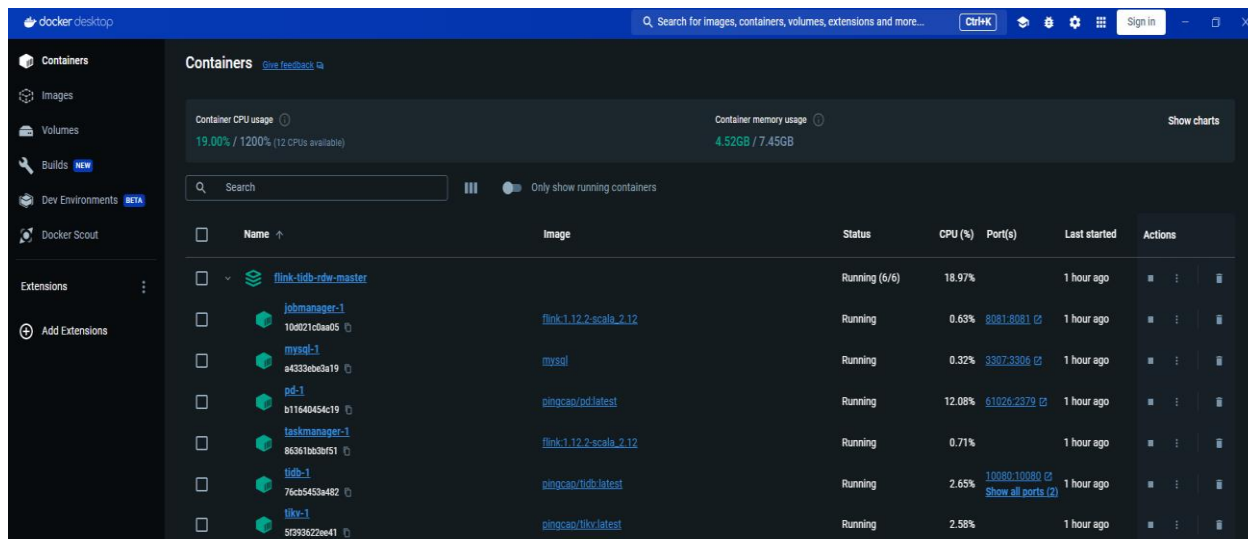 docker desktop
Search for images, containers, volumes, extensions and more...
Ctrl+K
Sign in
Containers
Images
Volumes
Builds NEW
Dev Environments BETA
Docker Scout
Extensions
Add Extensions
Containers Give feedback
Container CPU usage
19.00% / 1200% (12 CPUs available)
Container memory usage
4.52GB / 7.45GB
Show charts
Search
Only show running containers
Name Image Status CPU (%) Port(s) Last started Actions
flink-tidb-rdw-master Running (6/6) 18.97% 1 hour ago
jobmanager-1
10d021c0aa05
flink:1.12.2-scala_2.12 Running 0.63% 8081:8081 1 hour ago
mysql-1
a4333ebe3a19
mysql Running 0.32% 3307:3306 1 hour ago
pd-1
b11640454c19
pingcap/pd:latest Running 12.08% 61026:2379 1 hour ago
taskmanager-1
86361bb3bf51
flink:1.12.2-scala_2.12 Running 0.71% 1 hour ago
tidb-1
76cb5453a482
pingcap/tidb:latest Running 2.65% 10080:10080 1 hour ago
Show all ports (2)
tikv-1
5f393622ee41
pingcap/tikv:latest Running 2.58% 1 hour ago